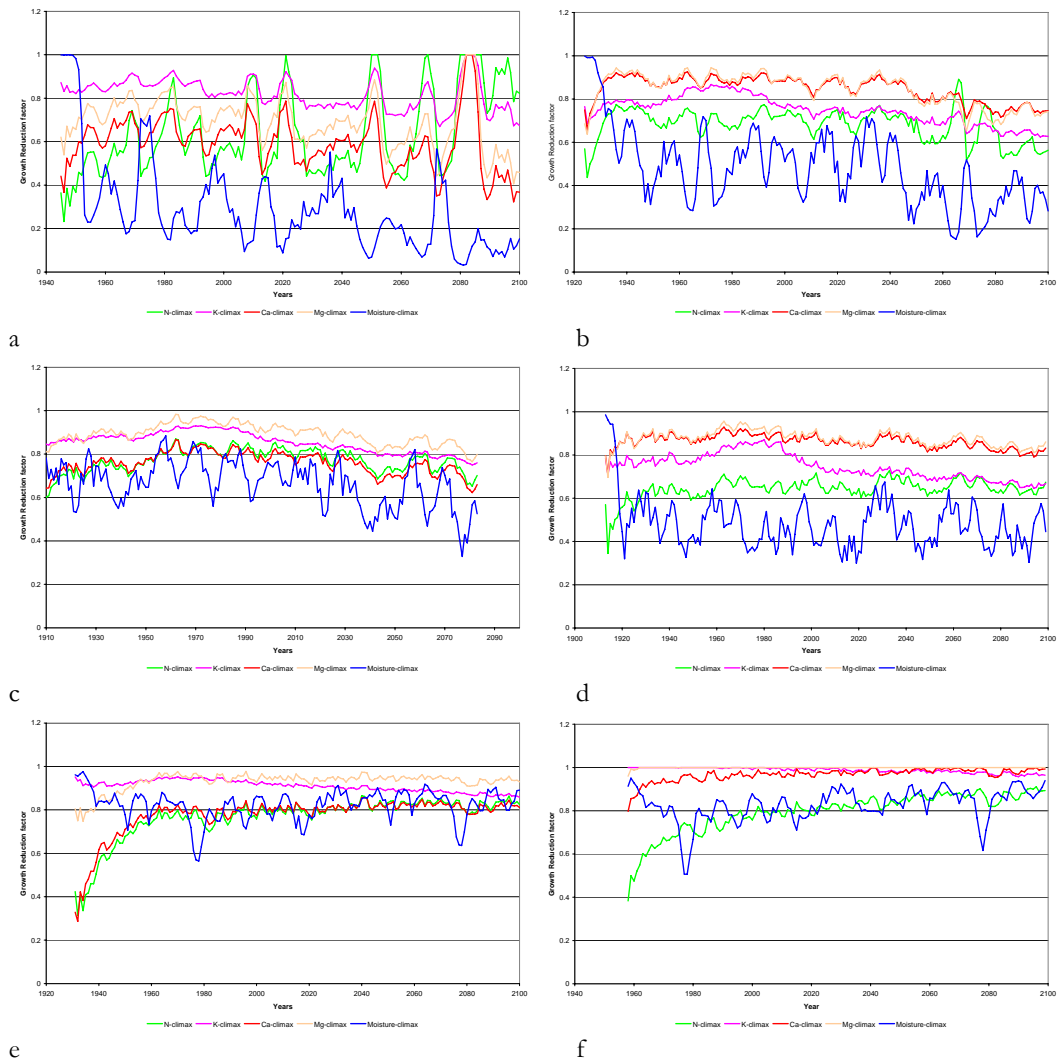 1.2
1
0.8
0.6
0.4
0.2
0
Growth Reduction factor
1940 1960 1980 2000 2020 2040 2060 2080 2100
Years
N-climax K-climax Ca-climax Mg-climax Moisture-climax
a
1.2
1
0.8
0.6
0.4
0.2
0
Growth Reduction factor
1920 1940 1960 1980 2000 2020 2040 2060 2080 2100
Years
N-climax K-climax Ca-climax Mg-climax Moisture-climax
b
1.2
1
0.8
0.6
0.4
0.2
0
Growth Reduction factor
1910 1930 1950 1970 1990 2010 2030 2050 2070 2090
Years
N-climax K-climax Ca-climax Mg-climax Moisture-climax
c
1.2
1
0.8
0.6
0.4
0.2
0
Growth Reduction factor
1900 1920 1940 1960 1980 2000 2020 2040 2060 2080 2100
Years
N-climax K-climax Ca-climax Mg-climax Moisture-climax
d
1.2
1
0.8
0.6
0.4
0.2
0
Growth Reduction factor
1920 1940 1960 1980 2000 2020 2040 2060 2080 2100
Years
N-climax K-climax Ca-climax Mg-climax Moisture-climax
e
1.2
1
0.8
0.6
0.4
0.2
0
Growth Reduction factor
1940 1960 1980 2000 2020 2040 2060 2080 2100
Year
N-climax K-climax Ca-climax Mg-climax Moisture-climax
f